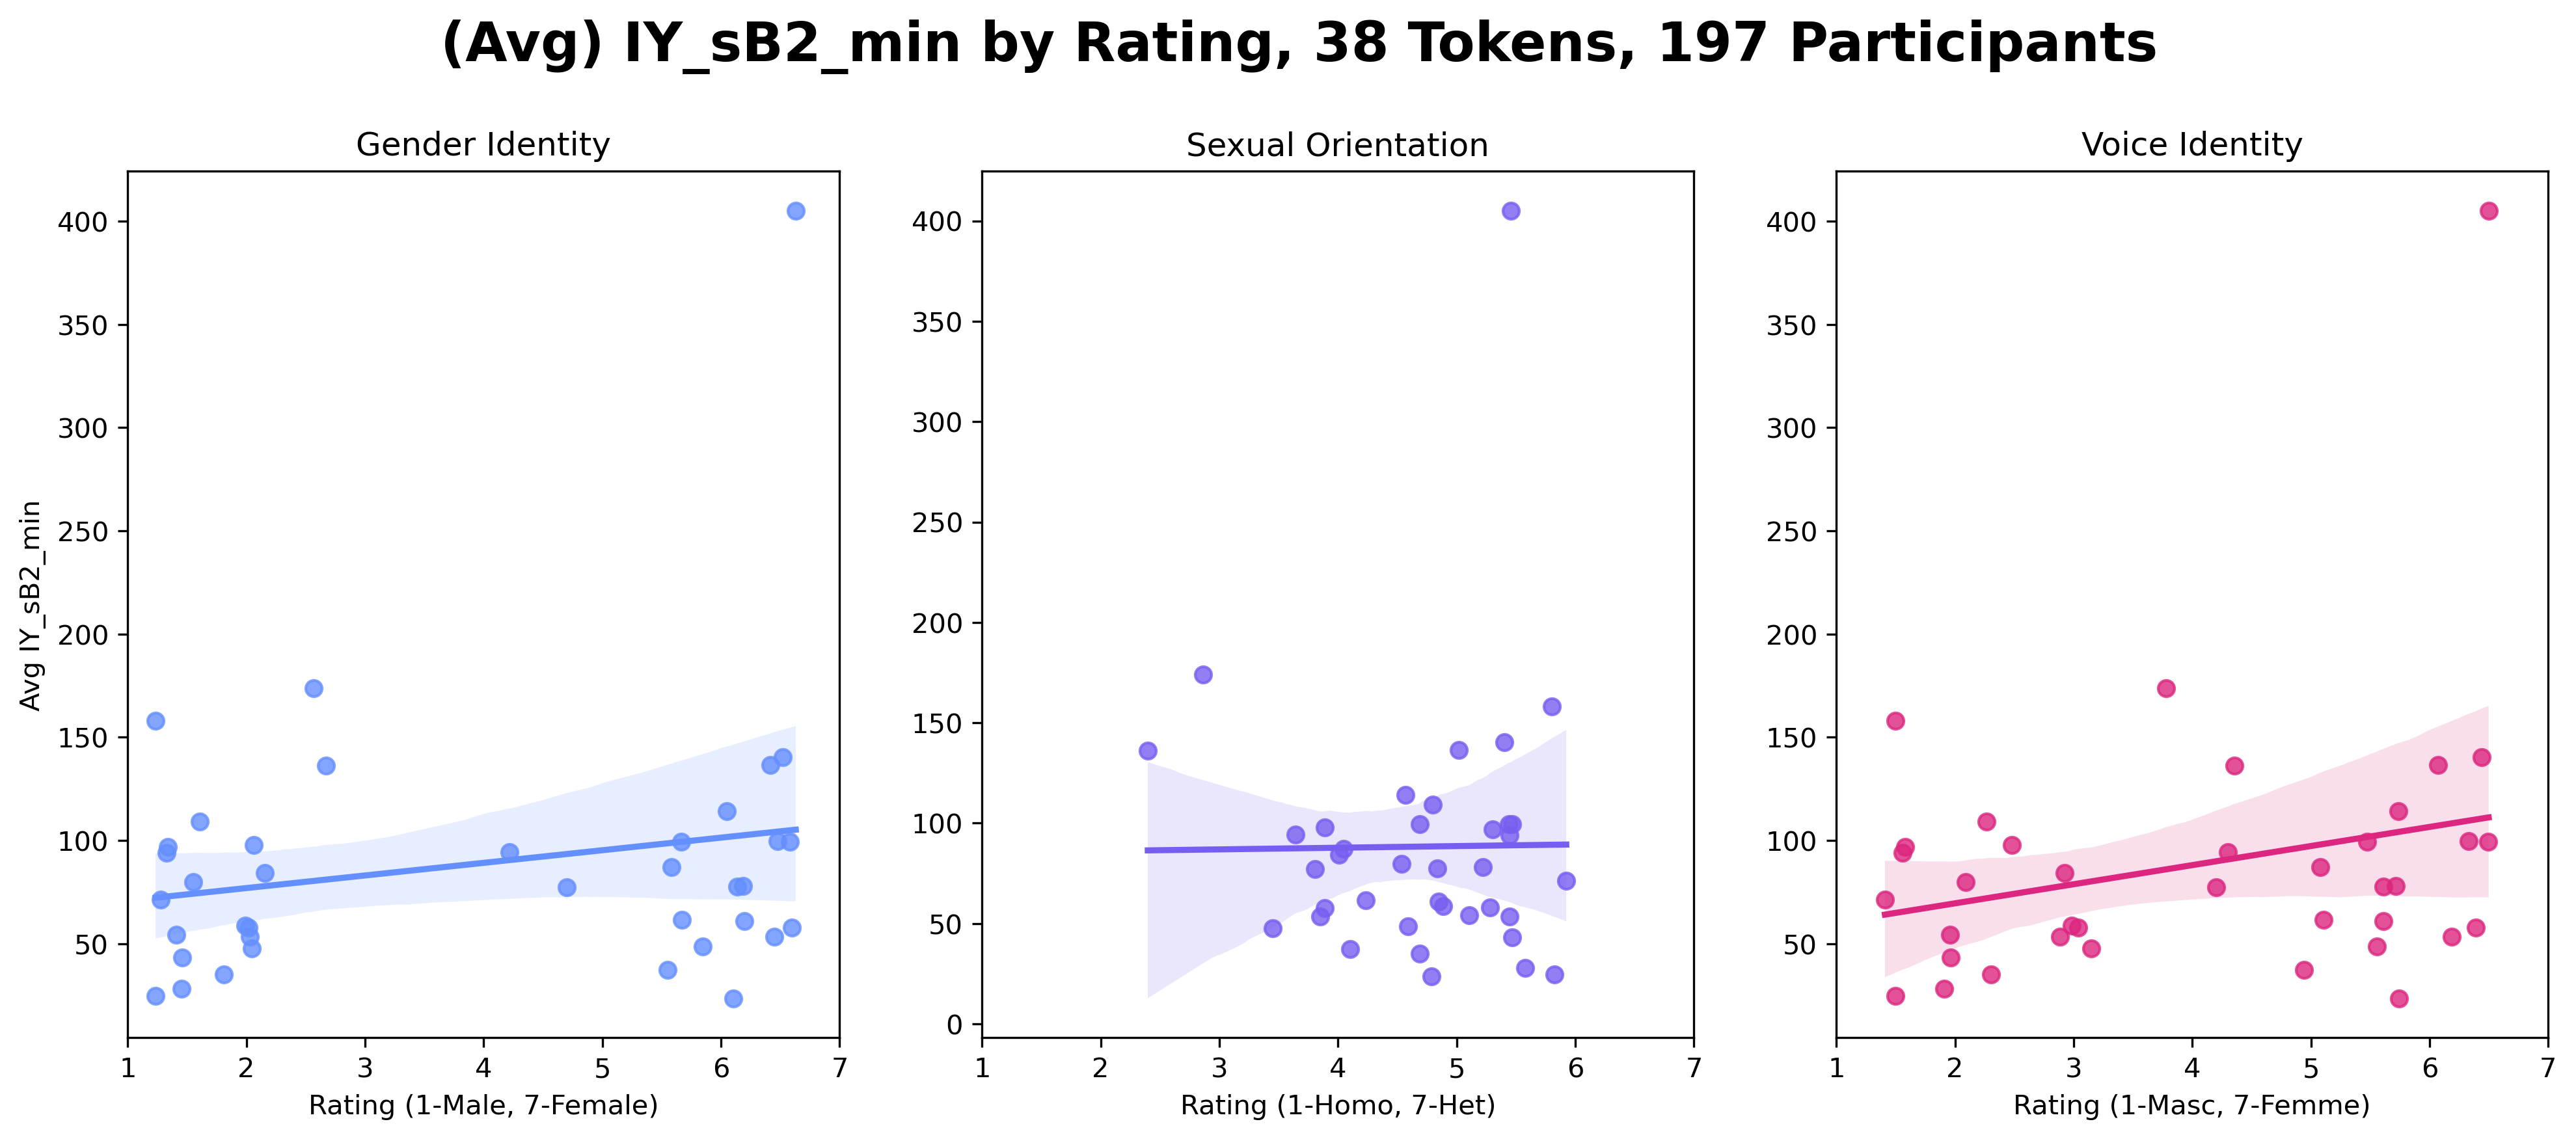 (Avg) IY_sB2_min by Rating, 38 Tokens, 197 Participants
Gender Identity
Sexual Orientation
Voice Identity
Avg IY_sB2_min
400
350
300
250
200
150
100
50
1 2 3 4 5 6 7
Rating (1-Male, 7-Female)
400
350
300
250
200
150
100
50
0
1 2 3 4 5 6 7
Rating (1-Homo, 7-Het)
400
350
300
250
200
150
100
50
1 2 3 4 5 6 7
Rating (1-Masc, 7-Femme)